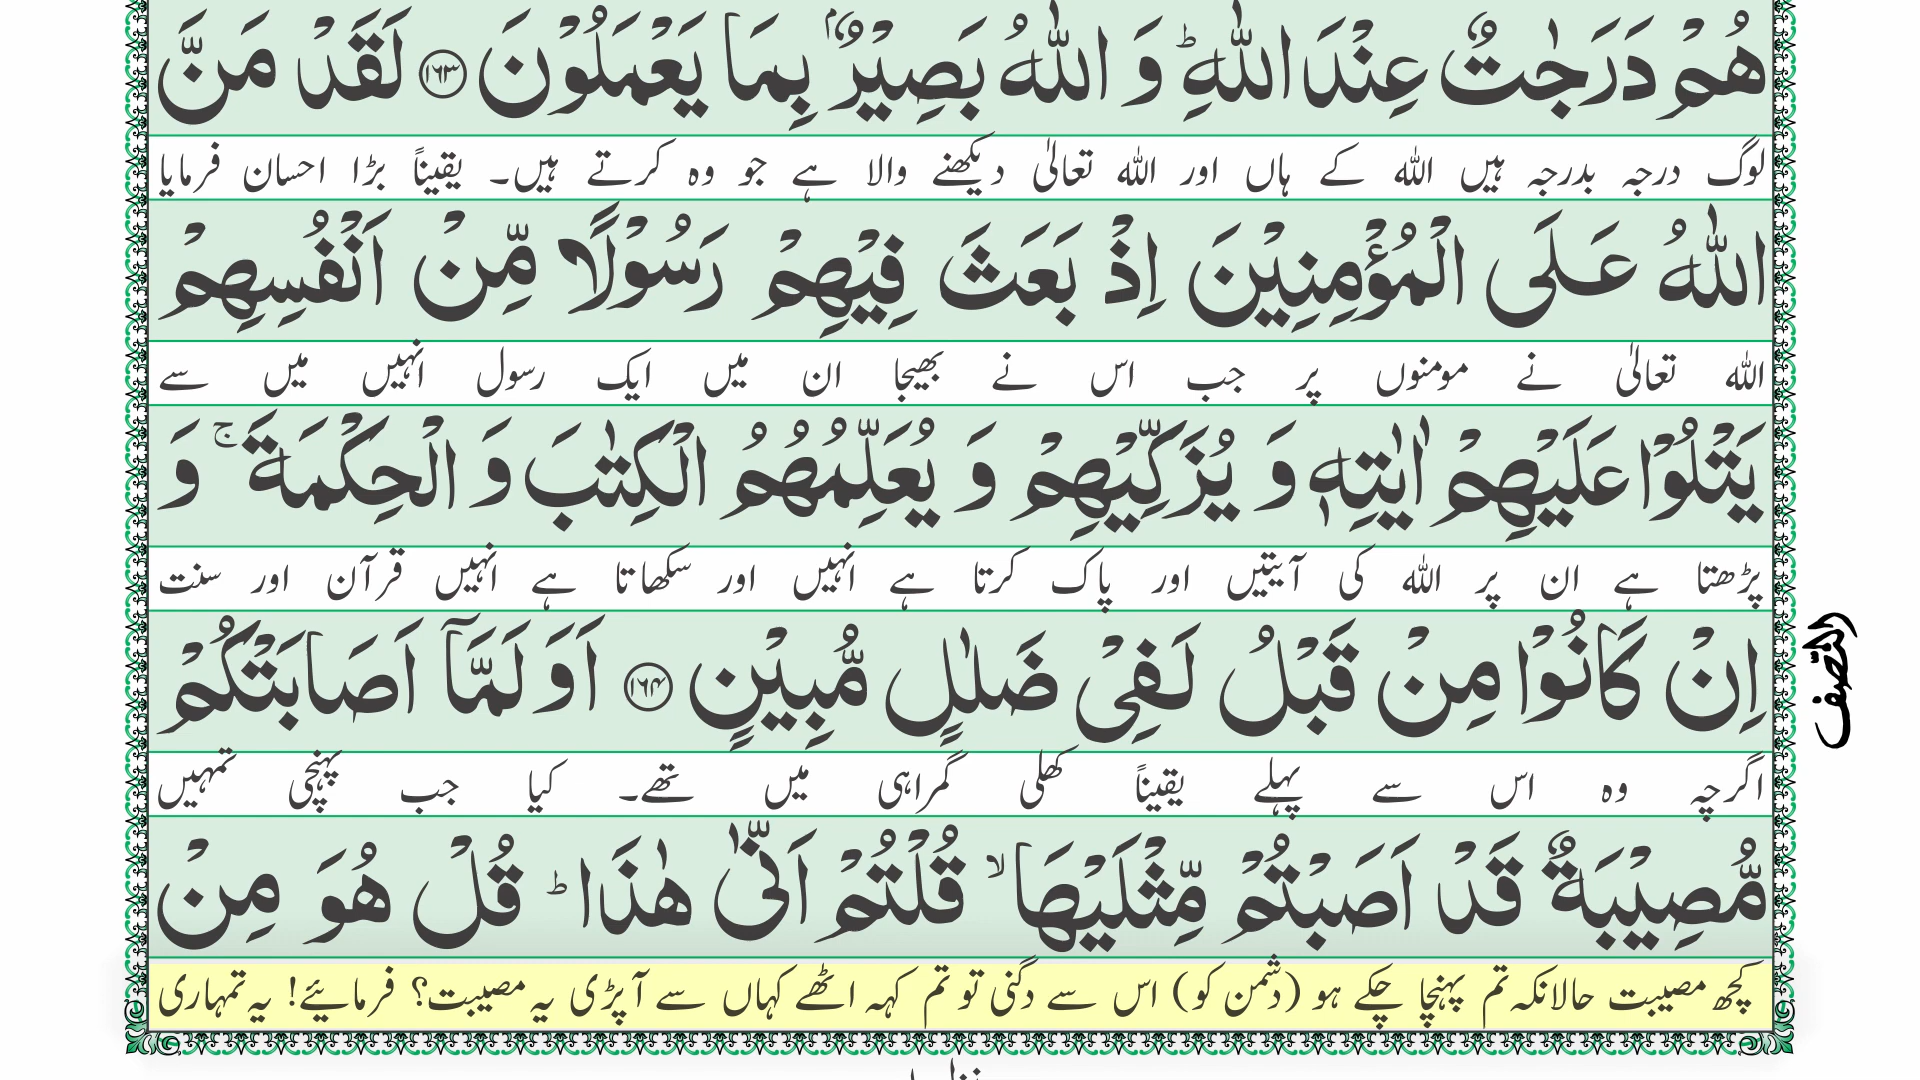 هُمْ دَرَجٰتٌ عِنْدَ اللّٰهِ ؕ وَ اللّٰهُ بَصِیْرٌۢ بِمَا یَعْمَلُوْنَ ﴿۱۶۳﴾ لَقَدْ مَنَّ
لوگ درجہ بدرجہ ہیں اللہ کے ہاں اور اللہ تعالیٰ دیکھنے والا ہے جو وہ کرتے ہیں۔ یقیناً بڑا احسان فرمایا
اللّٰهُ عَلَی الْمُؤْمِنِیْنَ اِذْ بَعَثَ فِیْهِمْ رَسُوْلًا مِّنْ اَنْفُسِهِمْ
اللہ تعالیٰ نے مومنوں پر جب اس نے بھیجا ان میں ایک رسول انہیں میں سے
یَتْلُوْا عَلَیْهِمْ اٰیٰتِهٖ وَ یُزَكِّیْهِمْ وَ یُعَلِّمُهُمُ الْكِتٰبَ وَ الْحِكْمَةَ ۚ وَ
پڑھتا ہے ان پر اللہ کی آیتیں اور پاک کرتا ہے انہیں اور سکھاتا ہے انہیں قرآن اور سنت
اِنْ كَانُوْا مِنْ قَبْلُ لَفِیْ ضَلٰلٍ مُّبِیْنٍ ﴿۱۶۴﴾ اَوَ لَمَّاۤ اَصَابَتْكُمْ
النصف
اگرچہ وہ اس سے پہلے یقیناً کھلی گمراہی میں تھے۔ کیا جب پہنچی تمہیں
مُّصِیْبَةٌ قَدْ اَصَبْتُمْ مِّثْلَیْهَا ۙ قُلْتُمْ اَنّٰی هٰذَا ؕ قُلْ هُوَ مِنْ
کچھ مصیبت حالانکہ تم پہنچا چکے ہو (دشمن کو) اس سے دگنی تو تم کہہ اٹھے کہاں سے آپڑی یہ مصیبت؟ فرمائیے! یہ تمہاری